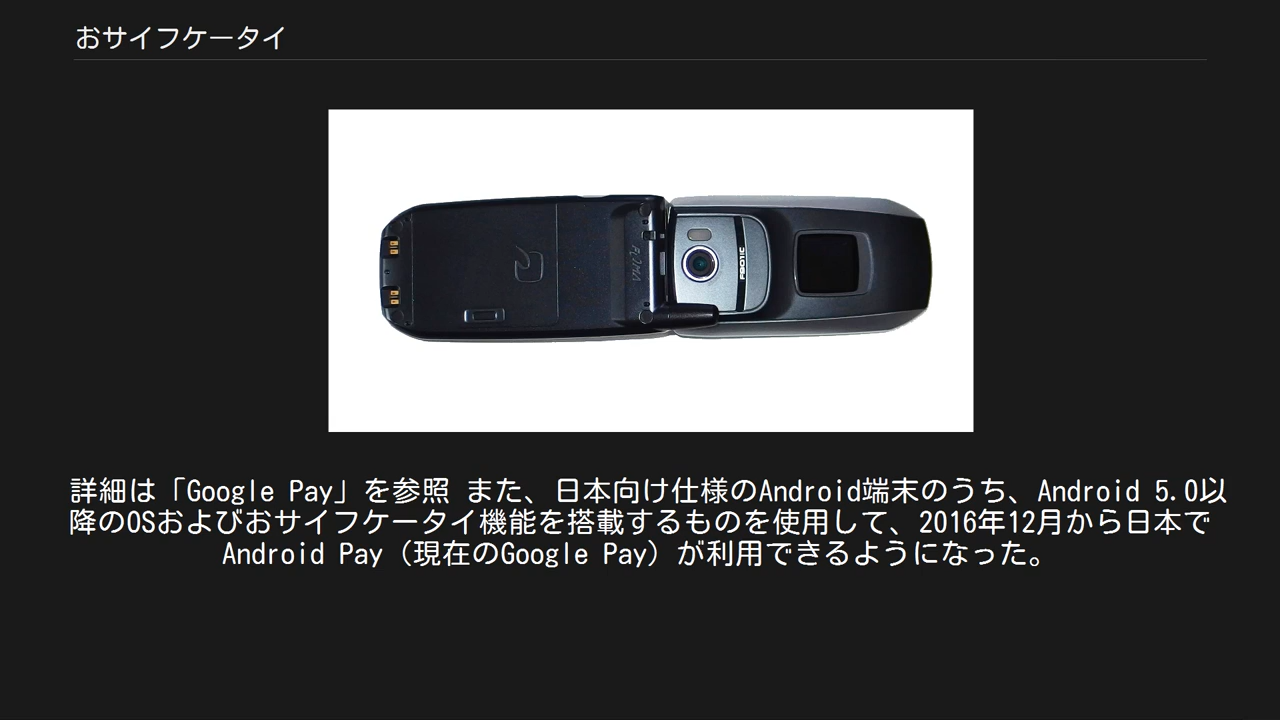 おサイフケータイ
FOMA
F901iC
詳細は「Google Pay」を参照 また、日本向け仕様のAndroid端末のうち、Android 5.0以
降のOSおよびおサイフケータイ機能を搭載するものを使用して、2016年12月から日本で
Android Pay（現在のGoogle Pay）が利用できるようになった。